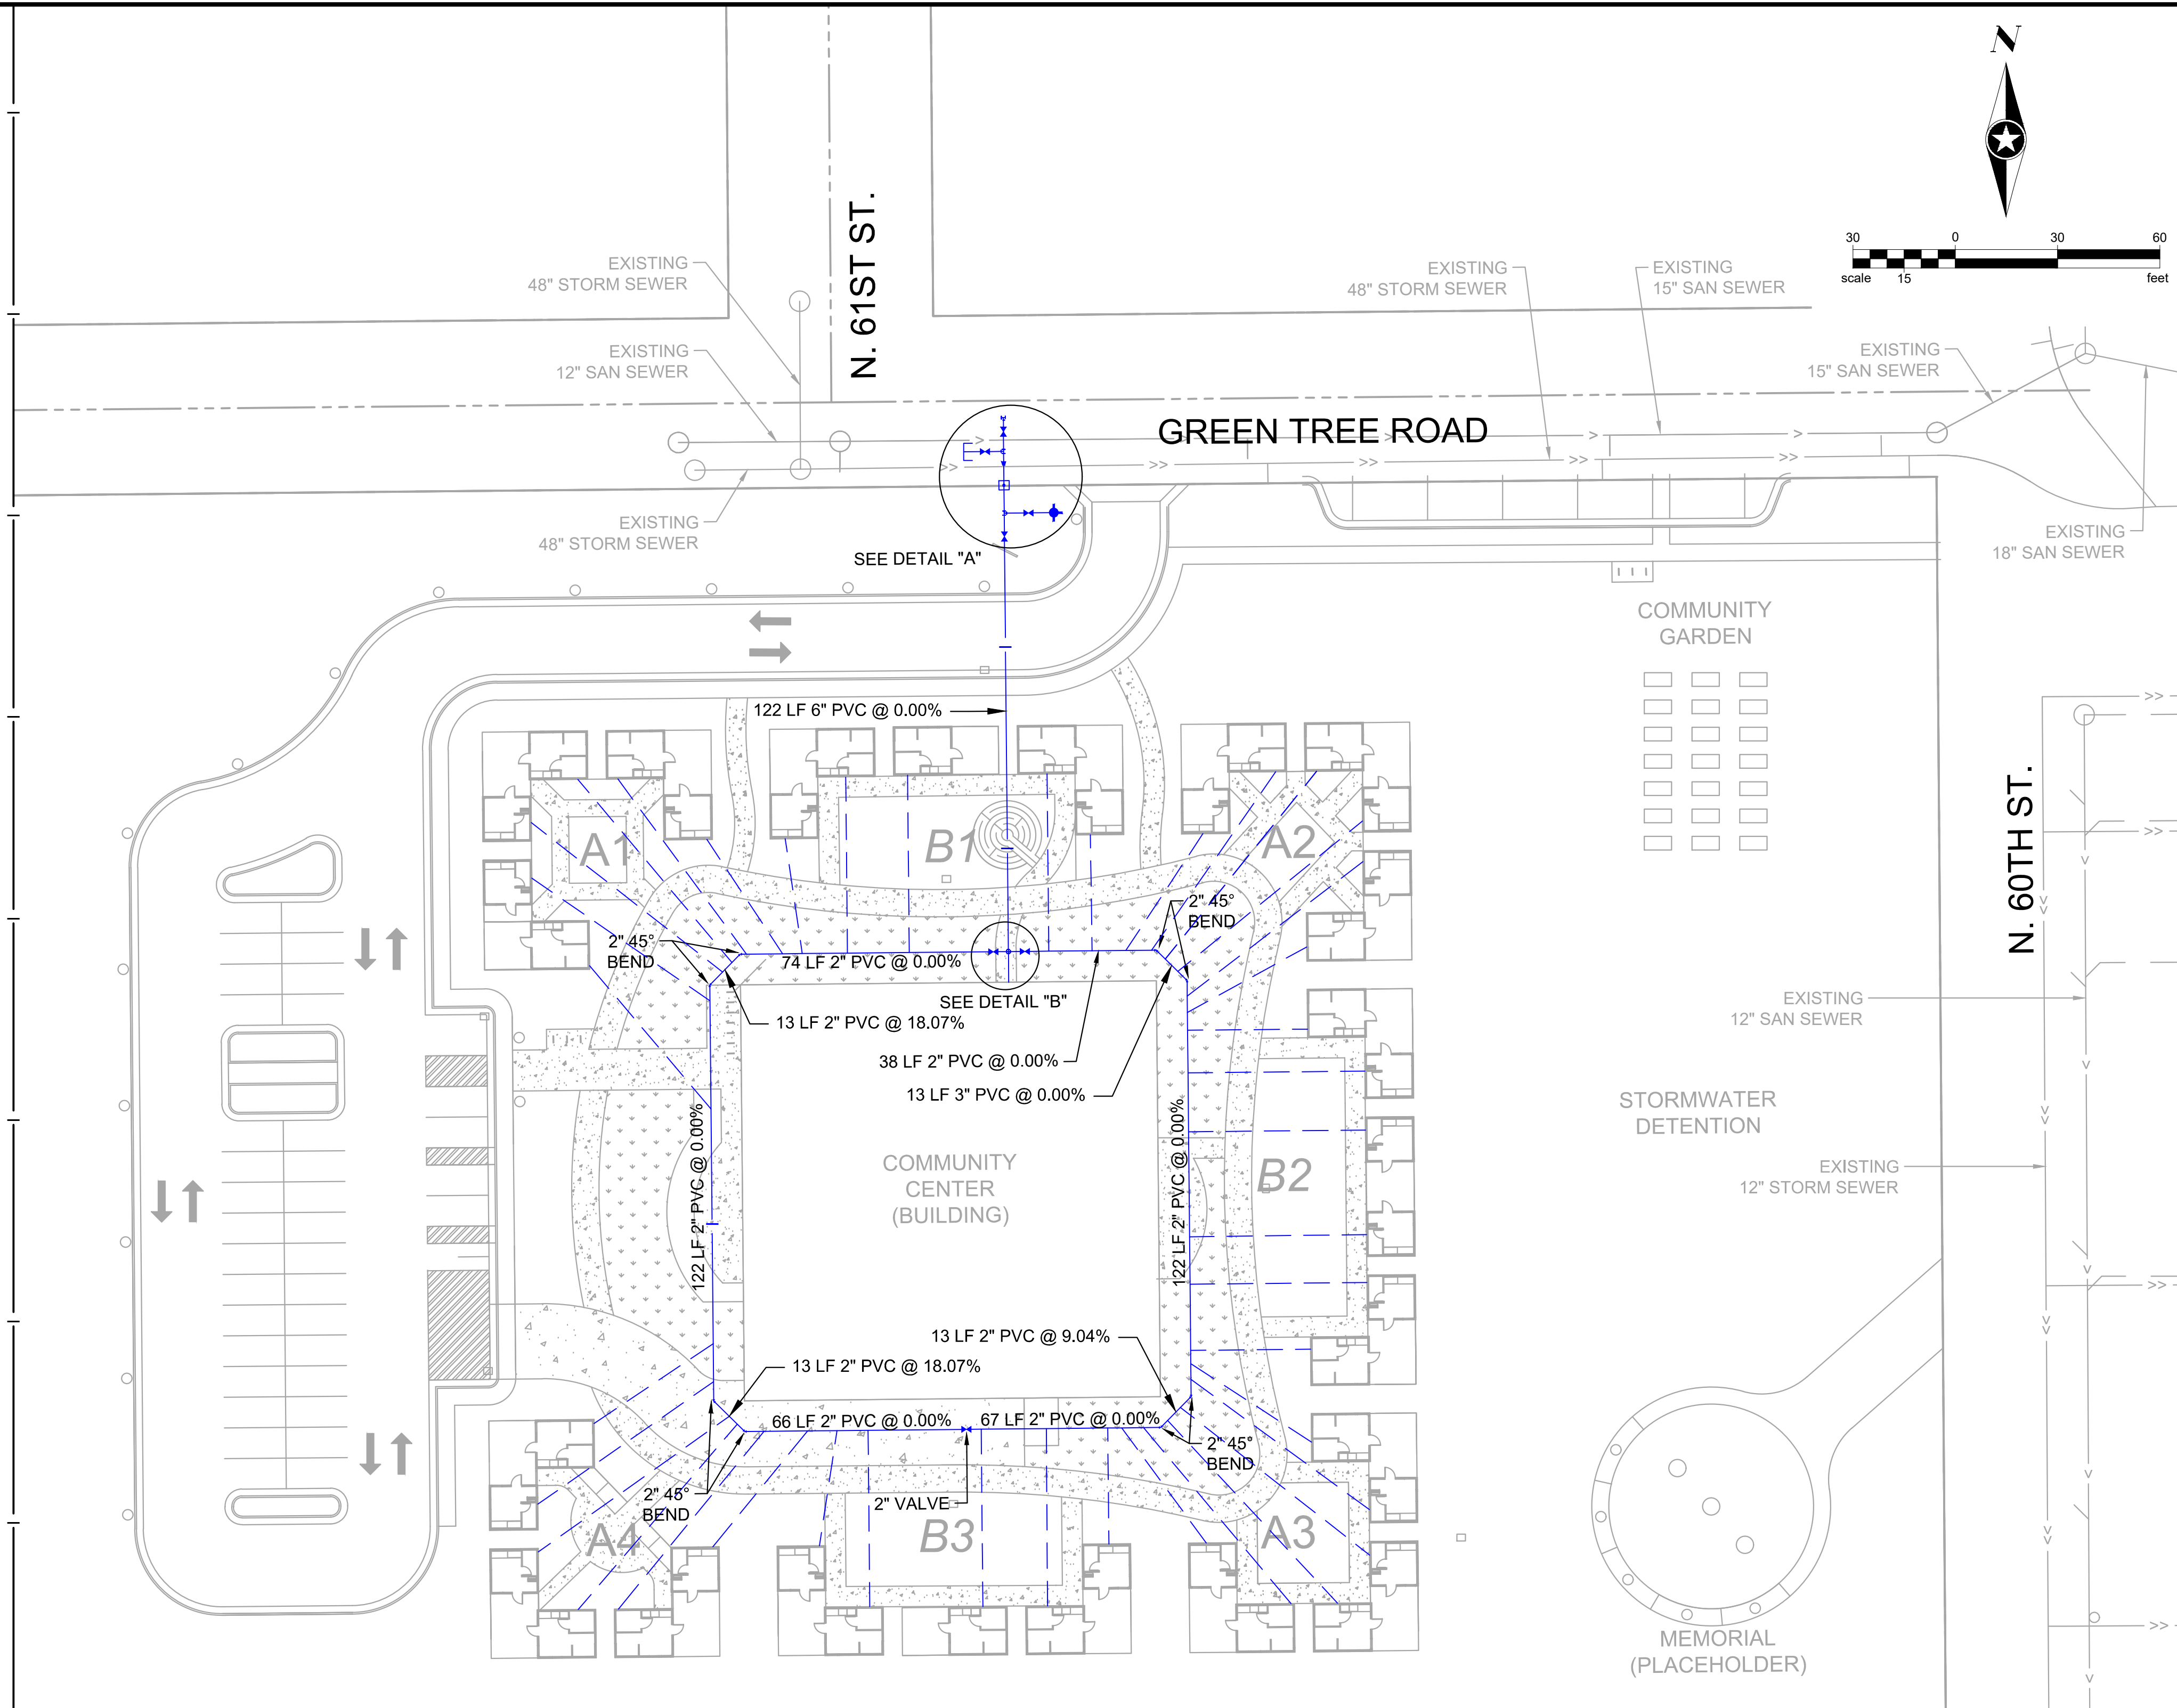 N
30 0 30 60
scale 15 feet
N. 61ST ST.
EXISTING
48" STORM SEWER
EXISTING
12" SAN SEWER
EXISTING
48" STORM SEWER
EXISTING
48" STORM SEWER
EXISTING
15" SAN SEWER
EXISTING
15" SAN SEWER
EXISTING
18" SAN SEWER
GREEN TREE ROAD
SEE DETAIL "A"
COMMUNITY
GARDEN
122 LF 6" PVC @ 0.00%
A1
B1
A2
N. 60TH ST.
2" 45°
BEND
2" 45°
BEND
74 LF 2" PVC @ 0.00%
SEE DETAIL "B"
13 LF 2" PVC @ 18.07%
38 LF 2" PVC @ 0.00%
13 LF 3" PVC @ 0.00%
EXISTING
12" SAN SEWER
122 LF 2" PVC @ 0.00%
122 LF 2" PVC @ 0.00%
COMMUNITY
CENTER
(BUILDING)
B2
STORMWATER
DETENTION
EXISTING
12" STORM SEWER
13 LF 2" PVC @ 9.04%
13 LF 2" PVC @ 18.07%
66 LF 2" PVC @ 0.00%
67 LF 2" PVC @ 0.00%
2" 45°
BEND
2" 45°
BEND
2" VALVE
A4
B3
A3
MEMORIAL
(PLACEHOLDER)